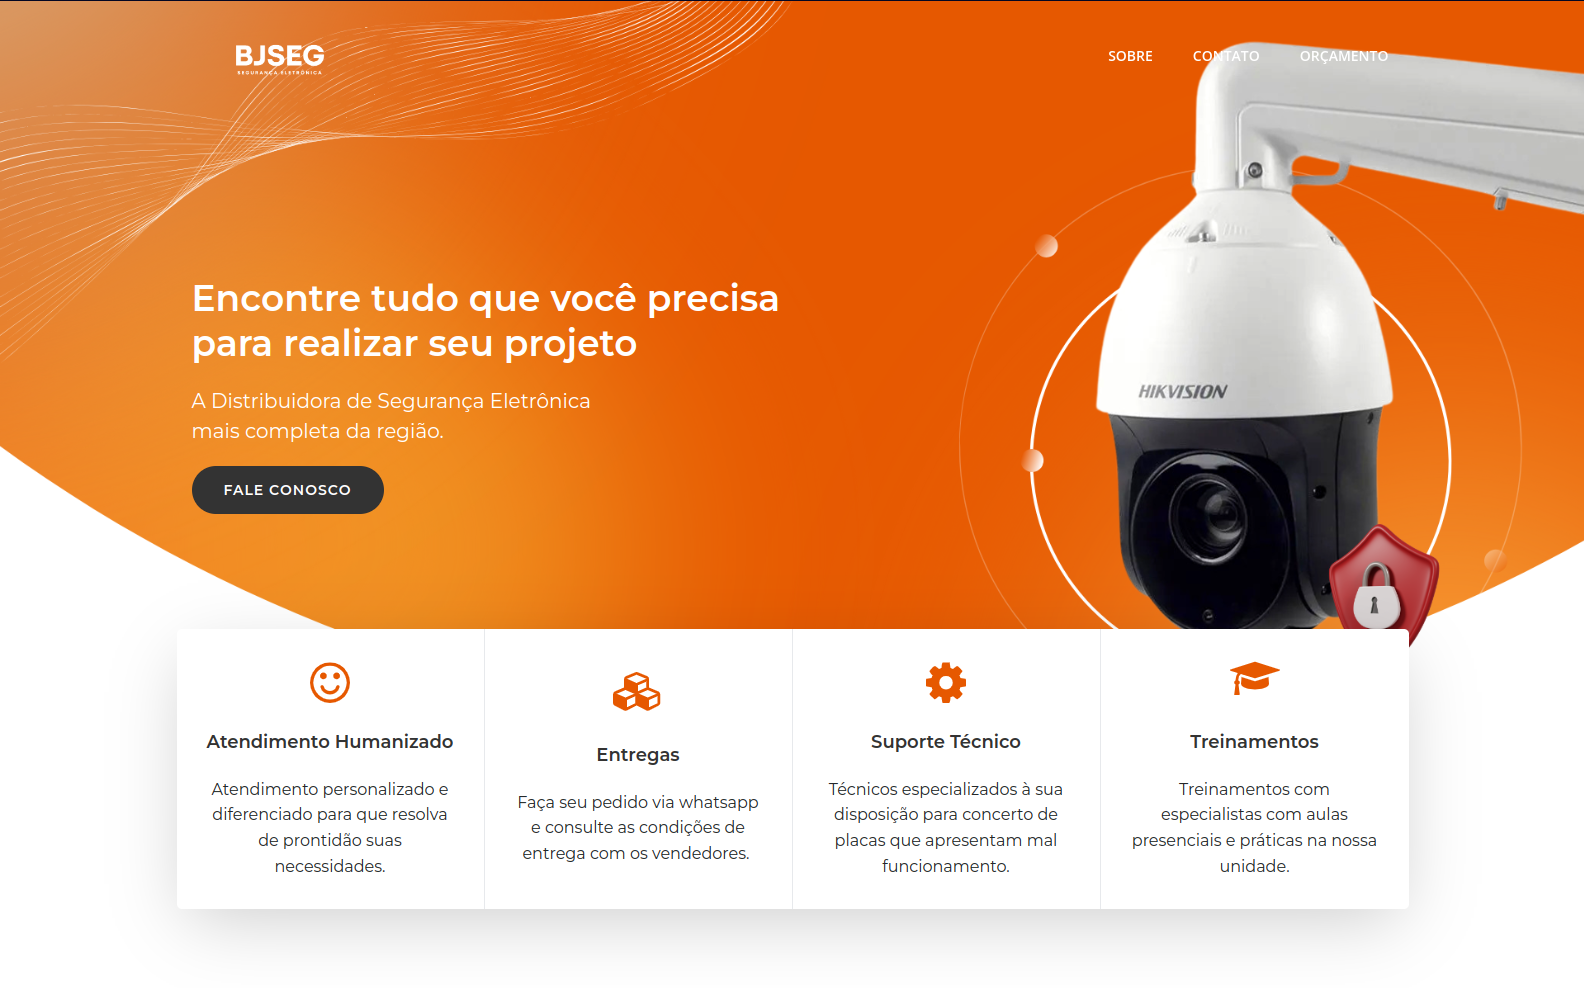 BJSEG
SEGURANÇA ELETRÔNICA
SOBRE
CONTATO
ORÇAMENTO
Encontre tudo que você precisa
para realizar seu projeto
A Distribuidora de Segurança Eletrônica
mais completa da região.
FALE CONOSCO
HIKVISION
Atendimento Humanizado
Atendimento personalizado e
diferenciado para que resolva
de prontidão suas
necessidades.
Entregas
Faça seu pedido via whatsapp
e consulte as condições de
entrega com os vendedores.
Suporte Técnico
Técnicos especializados à sua
disposição para concerto de
placas que apresentam mal
funcionamento.
Treinamentos
Treinamentos com
especialistas com aulas
presenciais e práticas na nossa
unidade.